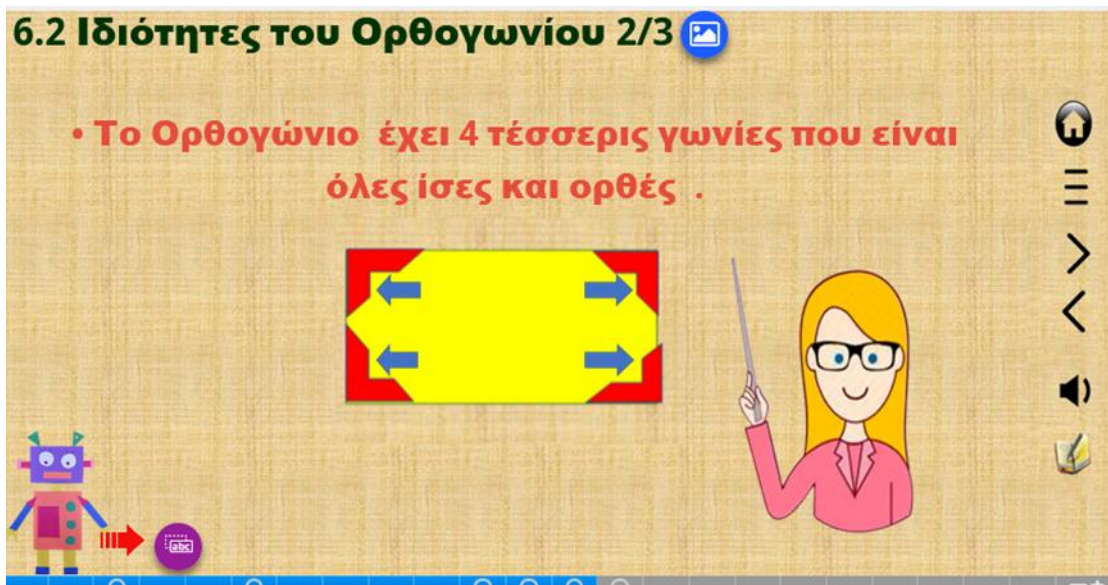 6.2 Ιδιότητες του Ορθογωνίου 2/3
• Το Ορθογώνιο έχει 4 τέσσερις γωνίες που είναι
όλες ίσες και ορθές .
abc